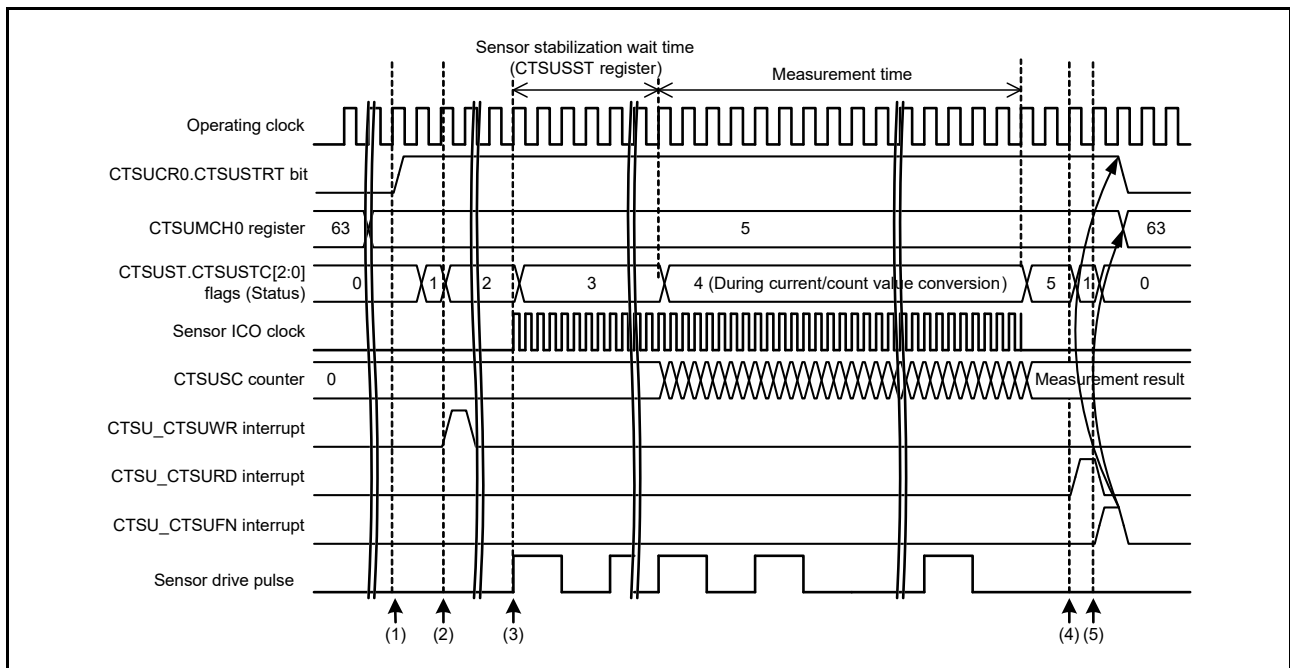 Sensor stabilization wait time
(CTSUSST register)
Measurement time
Operating clock
CTSUCR0.CTSUSTRT bit
CTSUMCH0 register
63
5
63
CTSUST.CTSUSTC[2:0]
flags (Status)
0
1
2
3
4 (During current/count value conversion)
5
1
0
Sensor ICO clock
CTSUSC counter
0
Measurement result
CTSU_CTSUWR interrupt
CTSU_CTSURD interrupt
CTSU_CTSUFN interrupt
Sensor drive pulse
(1)
(2)
(3)
(4)
(5)